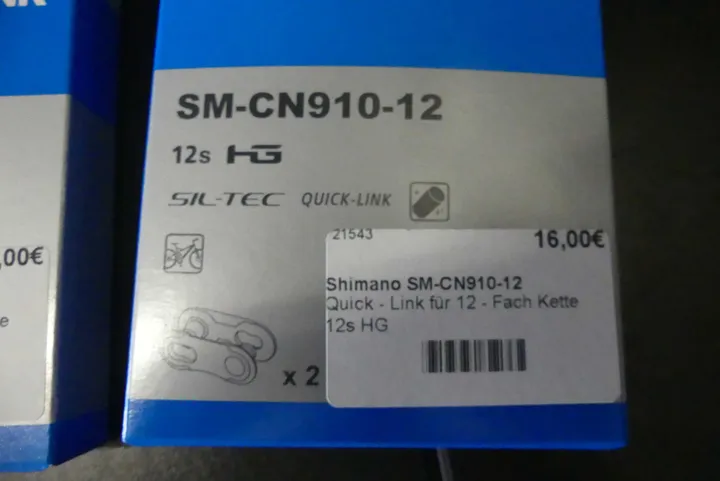 SM-CN910-12
12s HG
SIL-TEC QUICK-LINK
21543 16,00€
Shimano SM-CN910-12
Quick - Link für 12 - Fach Kette
12s HG
x 2
,00€
e